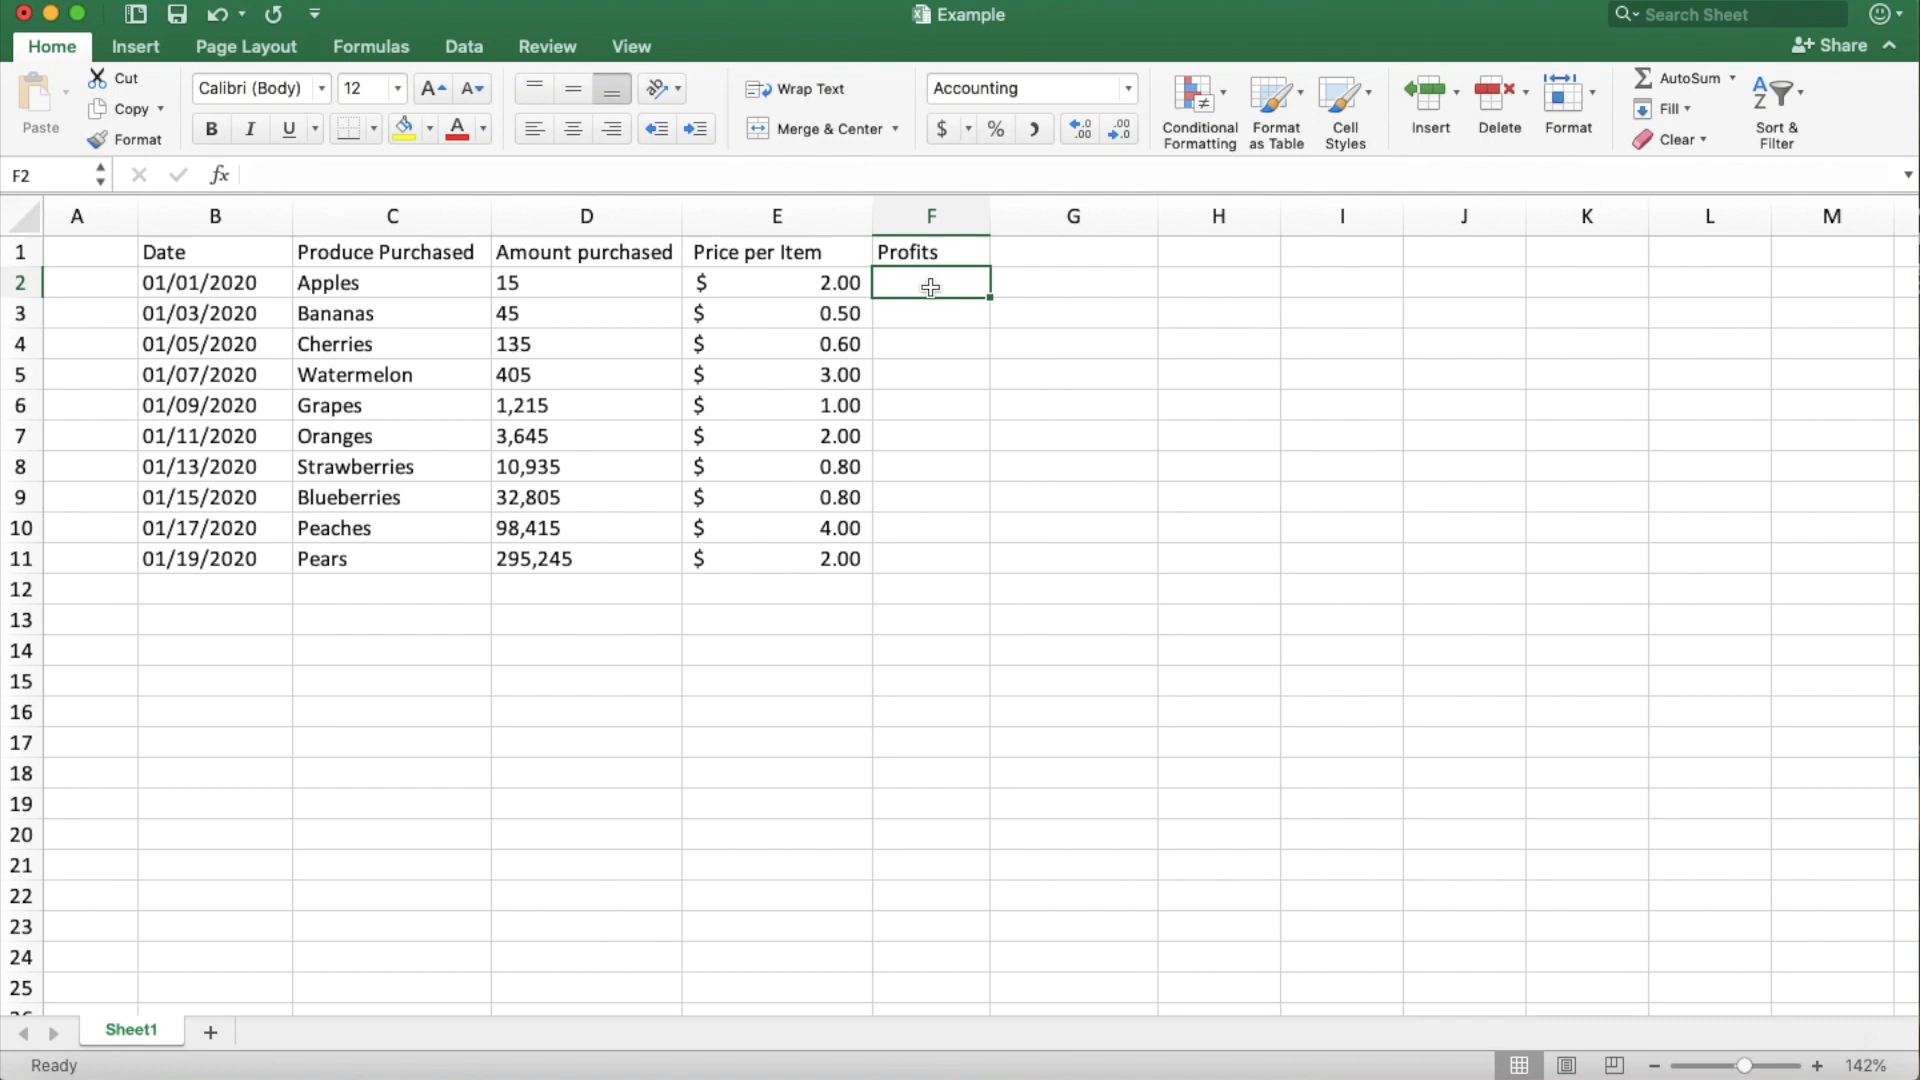 Example
Search Sheet
Home Insert Page Layout Formulas Data Review View
Share
Paste
Cut
Copy
Format
Calibri (Body) 12 A A
B I U A
ab
Wrap Text
Merge & Center
Accounting
$ % ) .0 .00 .00 .0
Conditional Formatting
Format as Table
Cell Styles
Insert
Delete
Format
AutoSum
Fill
Clear
A Z
Sort & Filter
F2 fx
A B C D E F G H I J K L M
1 Date Produce Purchased Amount purchased Price per Item Profits
2 01/01/2020 Apples 15 $ 2.00
3 01/03/2020 Bananas 45 $ 0.50
4 01/05/2020 Cherries 135 $ 0.60
5 01/07/2020 Watermelon 405 $ 3.00
6 01/09/2020 Grapes 1,215 $ 1.00
7 01/11/2020 Oranges 3,645 $ 2.00
8 01/13/2020 Strawberries 10,935 $ 0.80
9 01/15/2020 Blueberries 32,805 $ 0.80
10 01/17/2020 Peaches 98,415 $ 4.00
11 01/19/2020 Pears 295,245 $ 2.00
12
13
14
15
16
17
18
19
20
21
22
23
24
25
Sheet1 +
Ready
142%